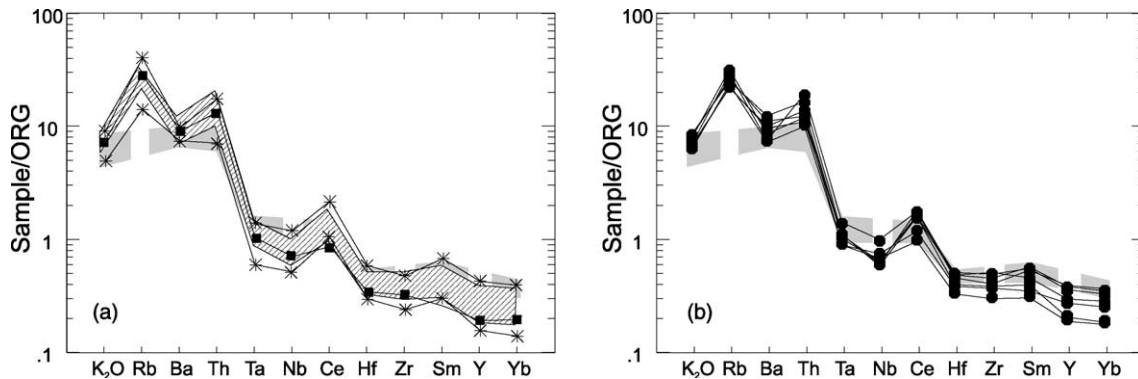 100
10
1
.1
Sample/ORG
(a)
K₂O Rb Ba Th Ta Nb Ce Hf Zr Sm Y Yb
100
10
1
.1
Sample/ORG
(b)
K₂O Rb Ba Th Ta Nb Ce Hf Zr Sm Y Yb